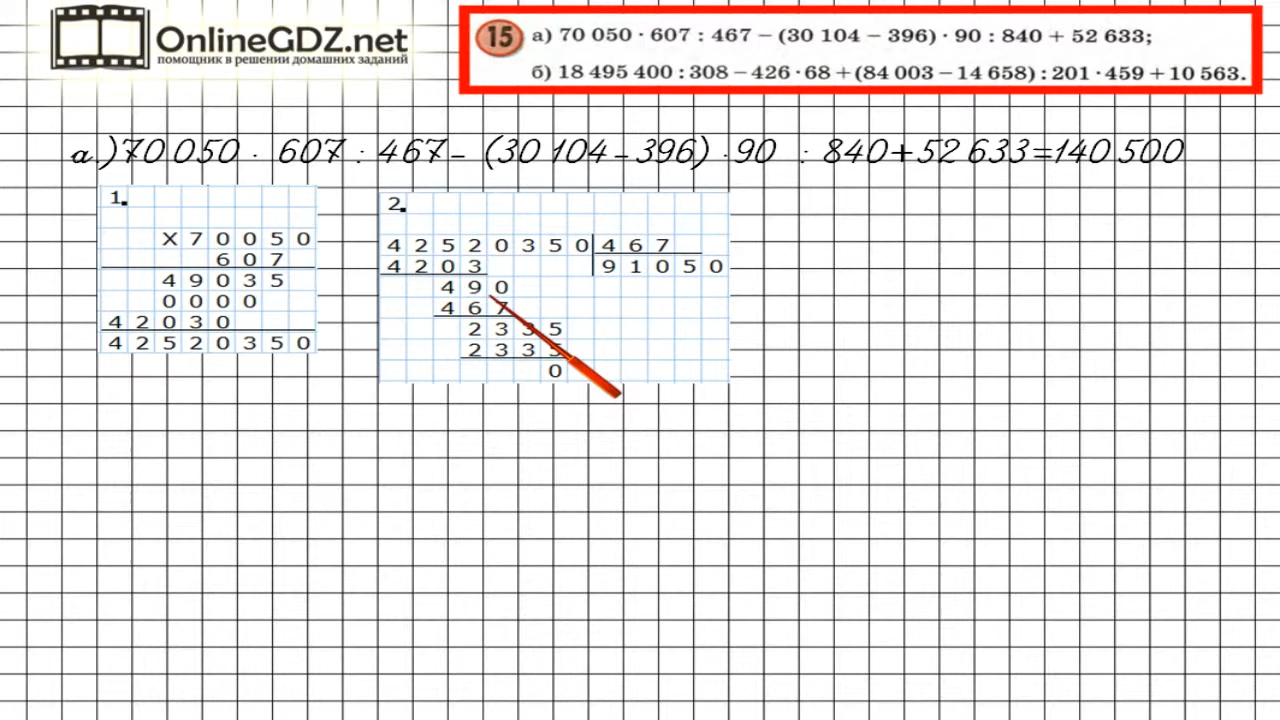 OnlineGDZ.net
помощник в решении домашних заданий
15 а) 70 050 · 607 : 467 − (30 104 − 396) · 90 : 840 + 52 633;
б) 18 495 400 : 308 − 426 · 68 + (84 003 − 14 658) : 201 · 459 + 10 563.
а.) 70 050 · 607 : 467 − (30 104 − 396) · 90 : 840 + 52 633 = 140 500
1.
X 7 0 0 5 0
6 0 7
4 9 0 3 5
0 0 0 0
4 2 0 3 0
4 2 5 2 0 3 5 0
2.
4 2 5 2 0 3 5 0 4 6 7
4 2 0 3 9 1 0 5 0
4 9 0
4 6 7
2 3 3 5
2 3 3 5
0